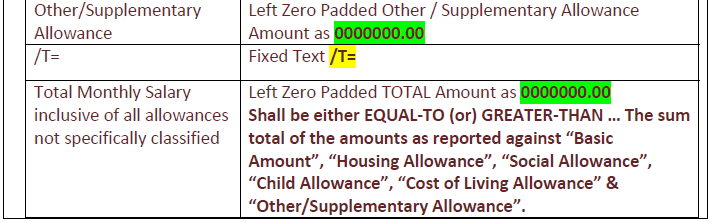 Other/Supplementary
Allowance
Left Zero Padded Other / Supplementary Allowance
Amount as 0000000.00
/T=
Fixed Text /T=
Total Monthly Salary
inclusive of all allowances
not specifically classified
Left Zero Padded TOTAL Amount as 0000000.00
Shall be either EQUAL-TO (or) GREATER-THAN … The sum
total of the amounts as reported against “Basic
Amount”, “Housing Allowance”, “Social Allowance”,
“Child Allowance”, “Cost of Living Allowance” &
“Other/Supplementary Allowance”.